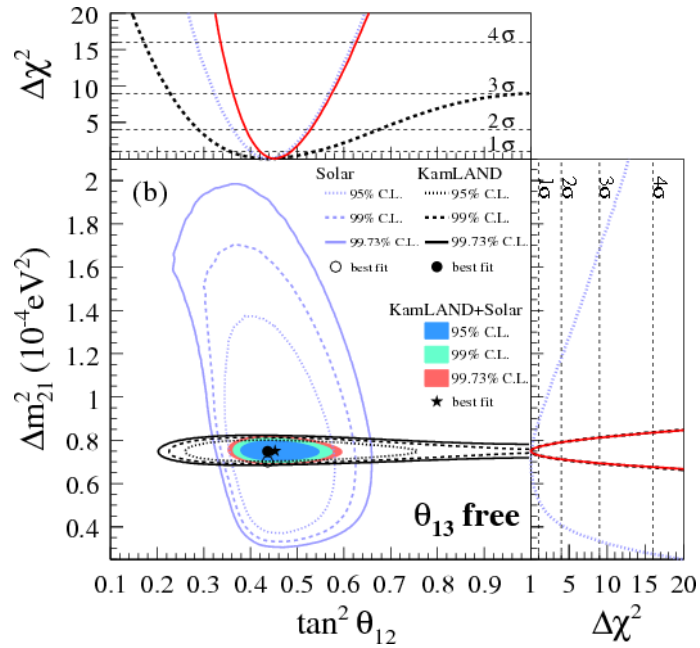 Δχ²
20
15
10
5
4σ
3σ
2σ
1σ
(b)
Solar
KamLAND
95% C.L.
95% C.L.
99% C.L.
99% C.L.
99.73% C.L.
99.73% C.L.
best fit
best fit
KamLAND+Solar
95% C.L.
99% C.L.
99.73% C.L.
best fit
θ₁₃ free
1σ
2σ
3σ
4σ
Δm²₂₁ (10⁻⁴eV²)
2
1.6
1.4
1.2
1
0.8
0.6
0.4
0.1 0.2 0.3 0.4 0.5 0.6 0.7 0.8 0.9 1 5 10 15 20
tan² θ₁₂
Δχ²